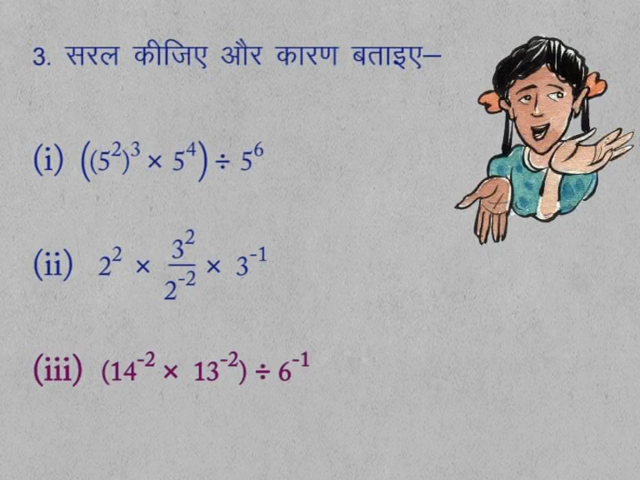 3. सरल कीजिए और कारण बताइए–
(i) ((5²)³ × 5⁴) ÷ 5⁶
(ii) 2² × 3²/2⁻² × 3⁻¹
(iii) (14⁻² × 13⁻²) ÷ 6⁻¹